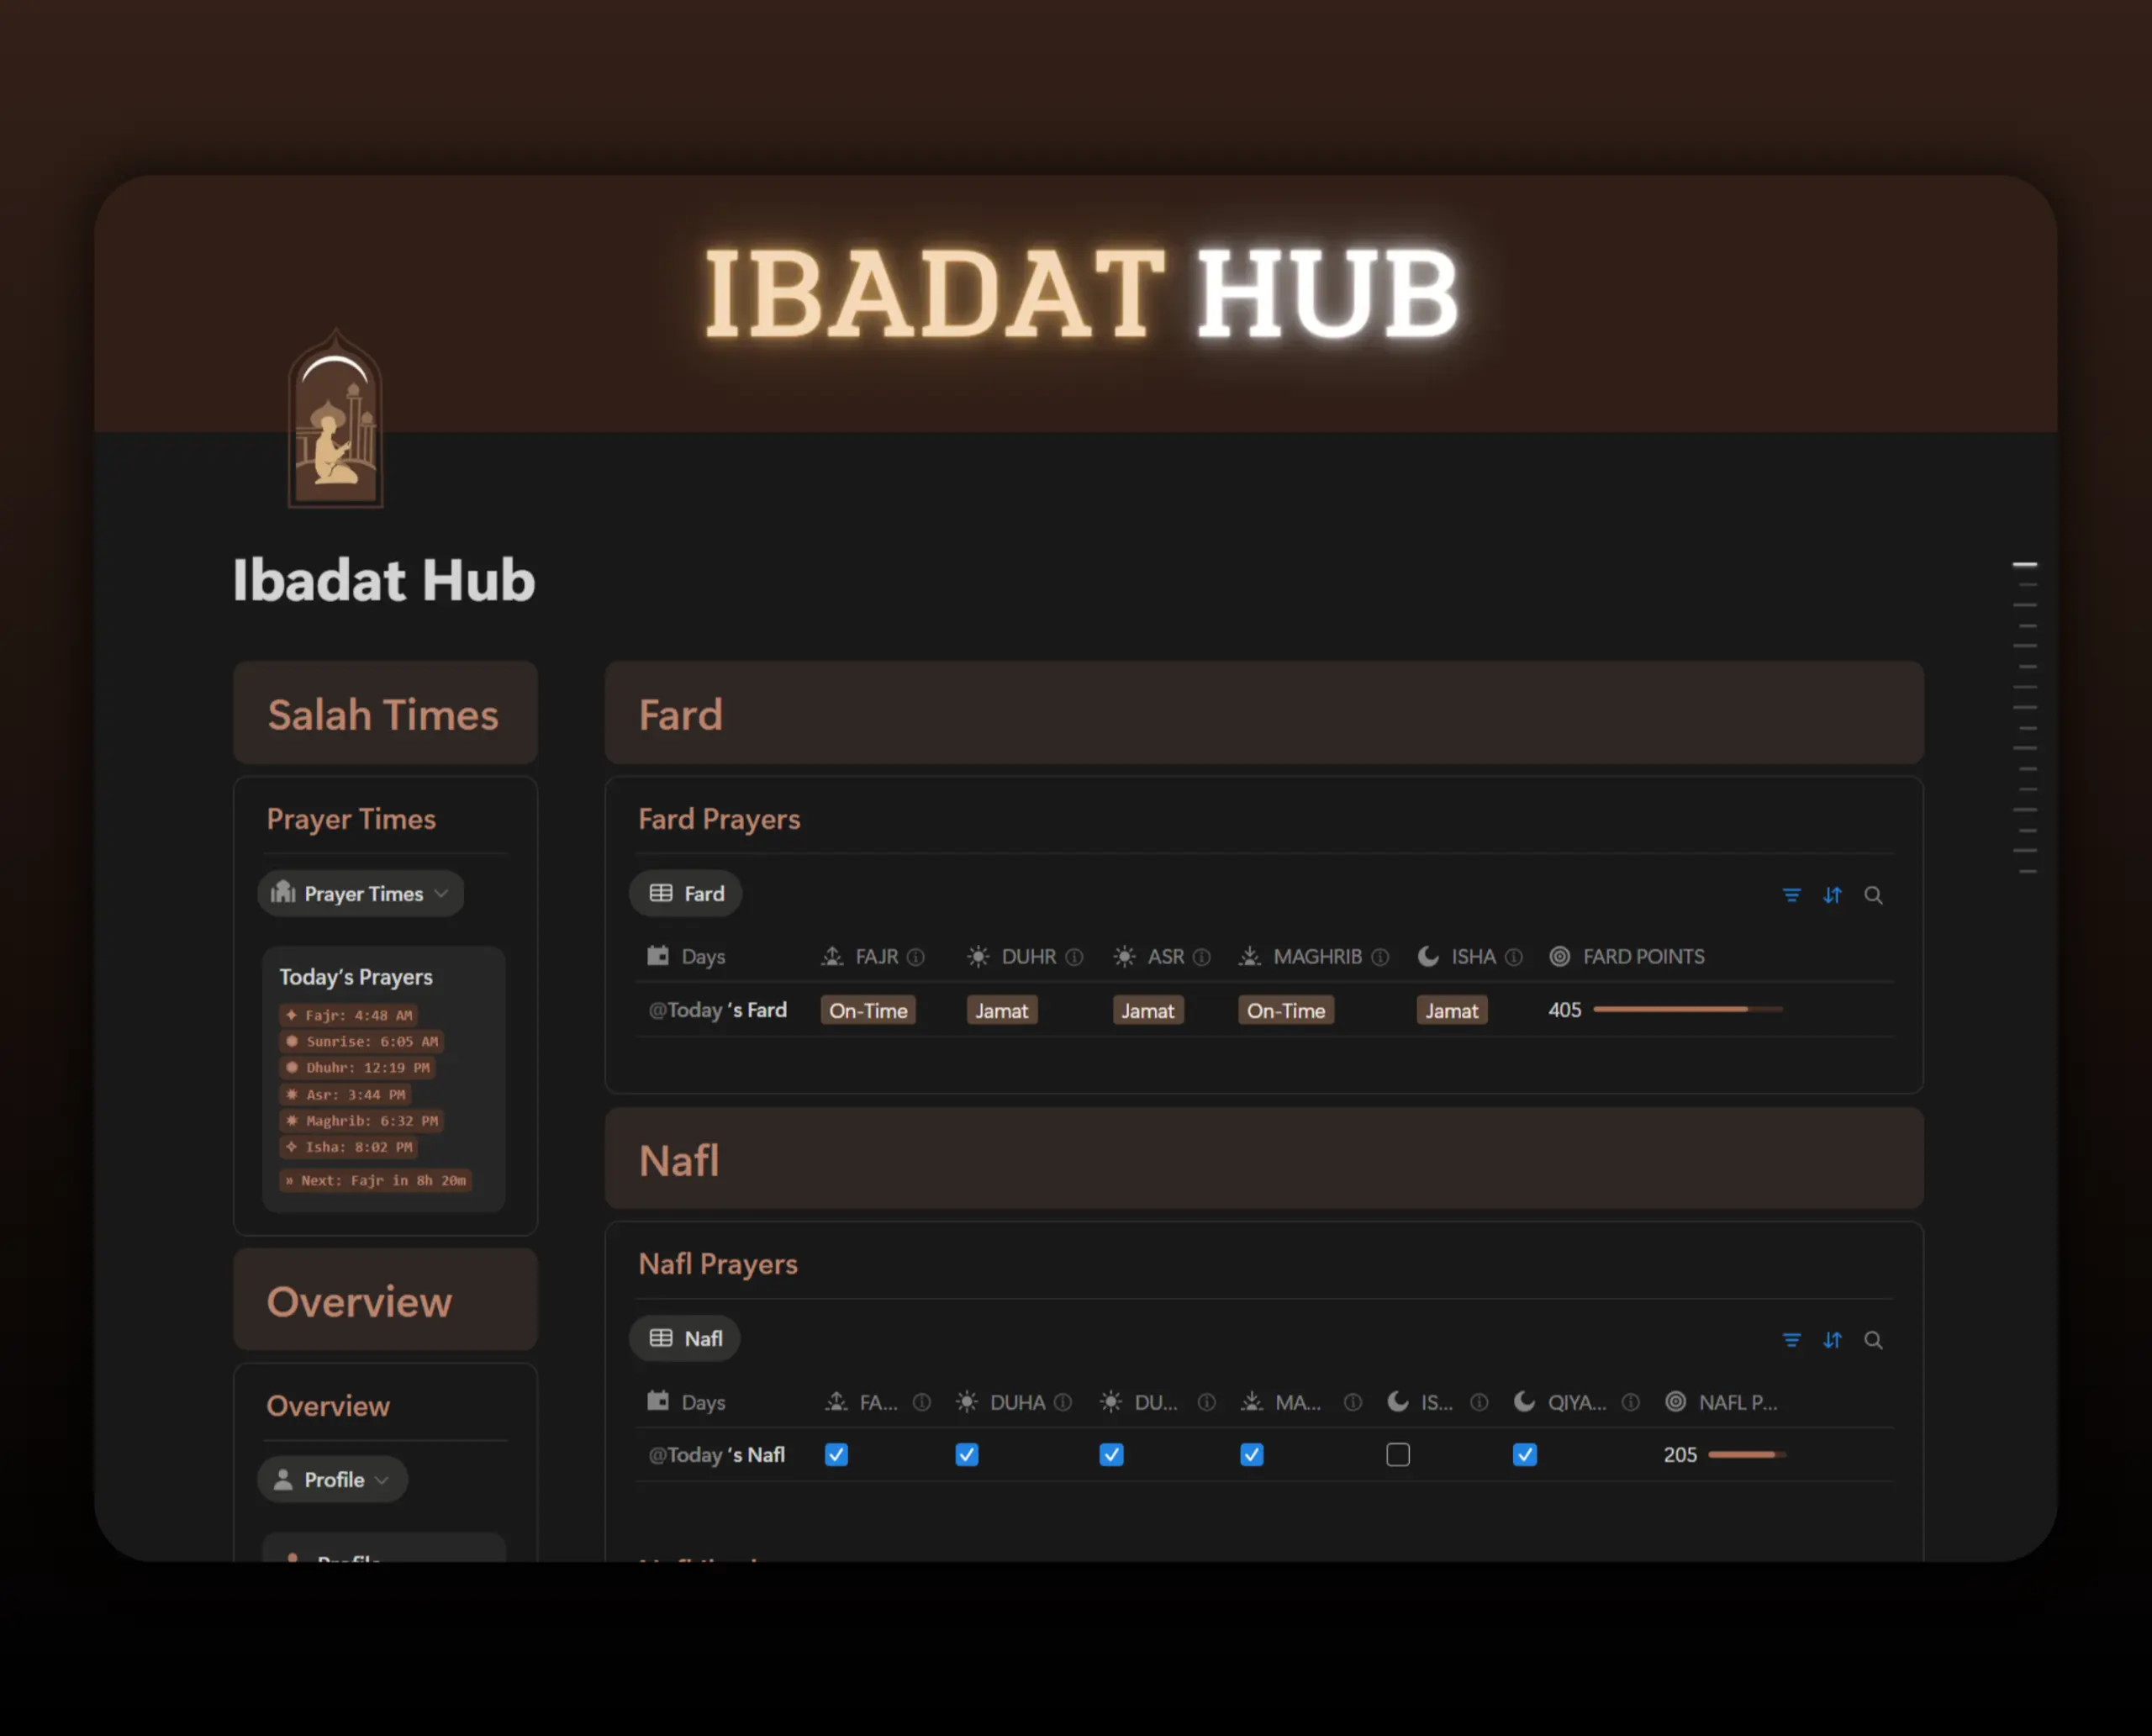 IBADAT HUB
Ibadat Hub
Salah Times
Prayer Times
Prayer Times
Today's Prayers
Fajr: 4:48 AM
Sunrise: 6:05 AM
Dhuhr: 12:19 PM
Asr: 3:44 PM
Maghrib: 6:32 PM
Isha: 8:02 PM
» Next: Fajr in 8h 20m
Overview
Overview
Profile
Profile
Fard
Fard Prayers
Fard
Days FAJR DUHR ASR MAGHRIB ISHA FARD POINTS
@Today 's Fard On-Time Jamat Jamat On-Time Jamat 405
Nafl
Nafl Prayers
Nafl
Days FA... DUHA DU... MA... IS... QIYA... NAFL P...
@Today 's Nafl 205